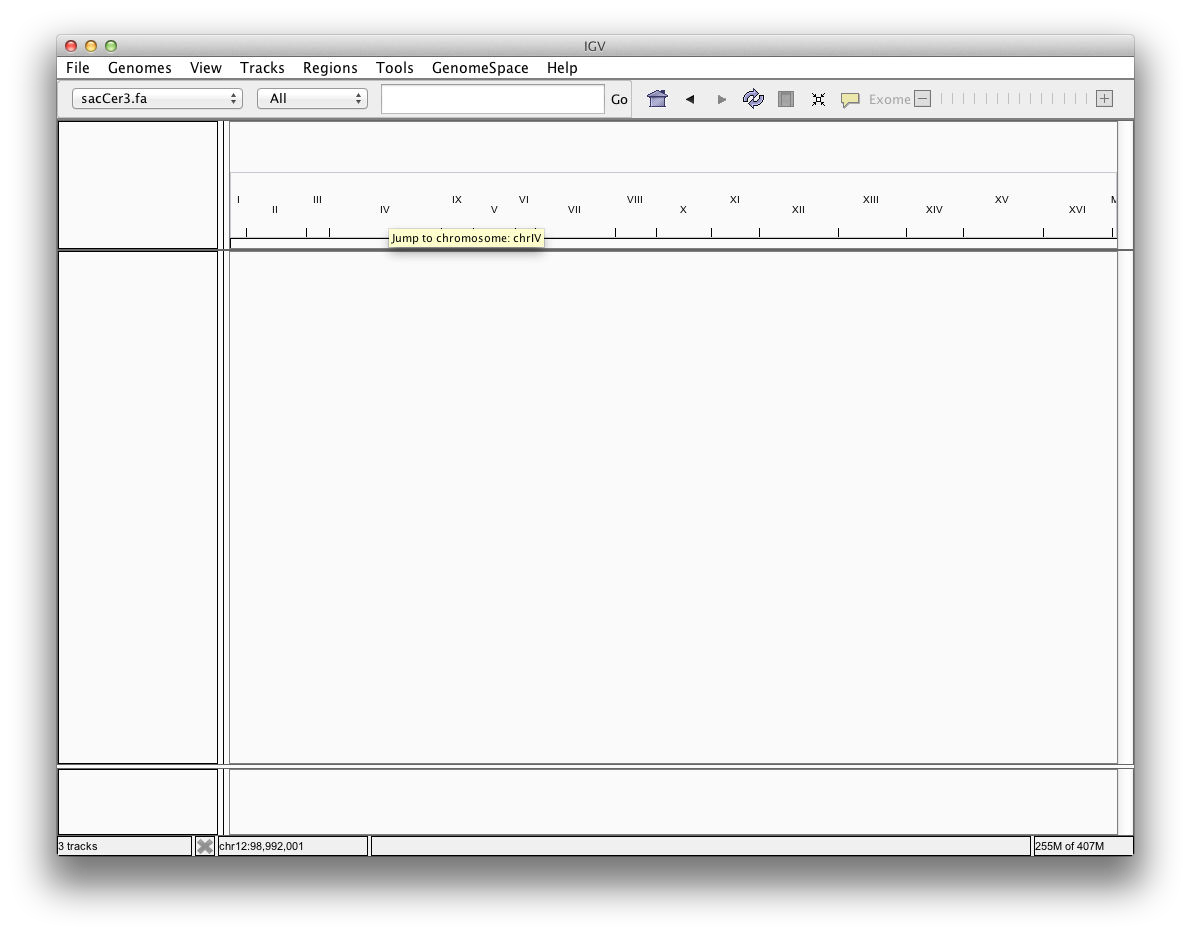 IGV
File Genomes View Tracks Regions Tools GenomeSpace Help
sacCer3.fa All Go Exome
I III IX VI VIII XI XIII XV
II IV V VII X XII XIV XVI
Jump to chromosome: chrIV
3 tracks chr12:98,992,001 255M of 407M